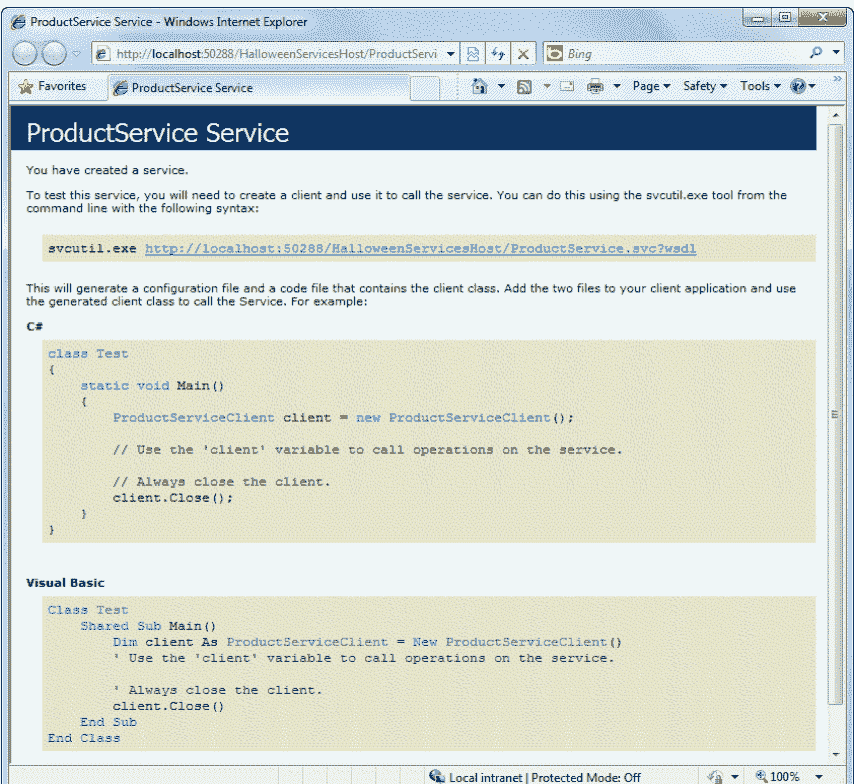 ProductService Service - Windows Internet Explorer
http://localhost:50288/HalloweenServicesHost/ProductServi
Bing
Favorites
ProductService Service
Page
Safety
Tools
ProductService Service
You have created a service.
To test this service, you will need to create a client and use it to call the service. You can do this using the svcutil.exe tool from the
command line with the following syntax:
svcutil.exe http://localhost:50288/HalloweenServicesHost/ProductService.svc?wsdl
This will generate a configuration file and a code file that contains the client class. Add the two files to your client application and use
the generated client class to call the Service. For example:
C#
class Test
{
    static void Main()
    {
        ProductServiceClient client = new ProductServiceClient();
        // Use the 'client' variable to call operations on the service.
        // Always close the client.
        client.Close();
    }
}
Visual Basic
Class Test
    Shared Sub Main()
        Dim client As ProductServiceClient = New ProductServiceClient()
        ' Use the 'client' variable to call operations on the service.
        ' Always close the client.
        client.Close()
    End Sub
End Class
Local intranet | Protected Mode: Off
100%